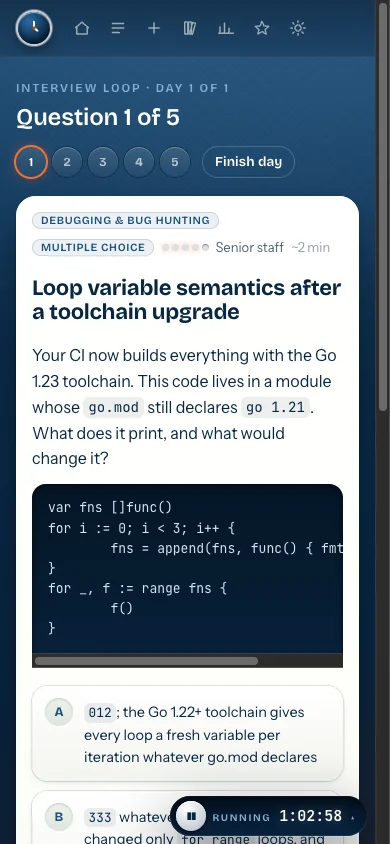 INTERVIEW LOOP · DAY 1 OF 1
Question 1 of 5
1 2 3 4 5 Finish day
DEBUGGING & BUG HUNTING
MULTIPLE CHOICE Senior staff ~2 min
Loop variable semantics after
a toolchain upgrade
Your CI now builds everything with the Go
1.23 toolchain. This code lives in a module
whose go.mod still declares go 1.21.
What does it print, and what would
change it?
var fns []func()
for i := 0; i < 3; i++ {
        fns = append(fns, func() { fmt
}
for _, f := range fns {
        f()
}
A 012; the Go 1.22+ toolchain gives
every loop a fresh variable per
iteration whatever go.mod declares
B 333
changed only for range loops, and
RUNNING 1:02:58